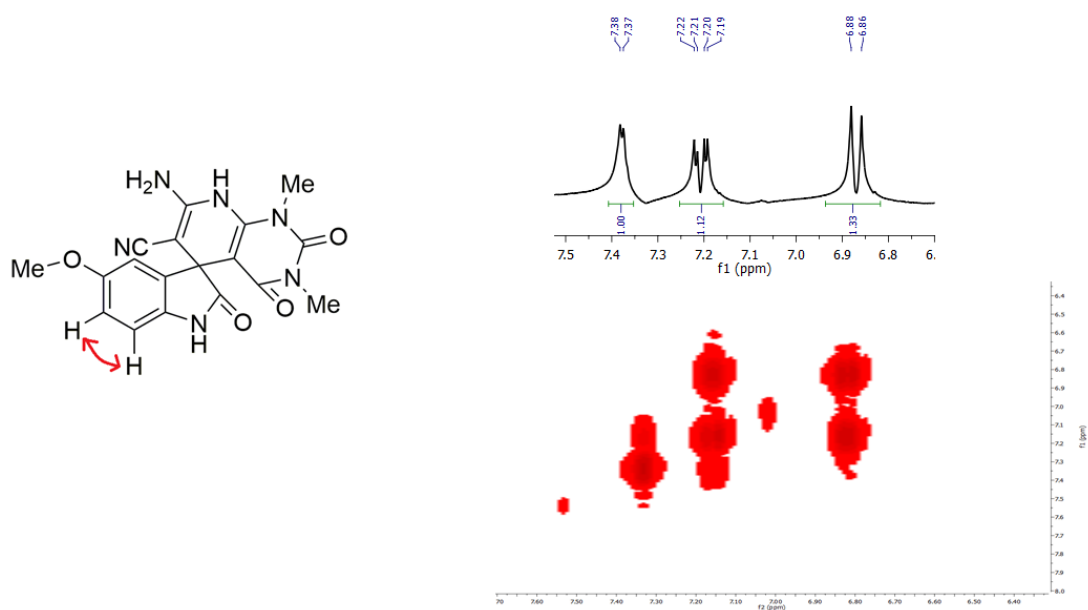 7.38
7.37
7.22
7.21
7.20
7.19
6.88
6.86
1.00
1.12
1.33
7.5 7.4 7.3 7.2 7.1 7.0 6.9 6.8 6.
f1 (ppm)
H₂N
H
N
Me
N
O
NC
N
Me
O
MeO
O
N
H
H
H
6.4
6.5
6.6
6.7
6.8
6.9
7.0
7.1
7.2
7.3
7.4
7.5
7.6
7.7
7.8
7.9
8.0
f1 (ppm)
70 7.60 7.50 7.40 7.30 7.20 7.10 7.00 6.90 6.80 6.70 6.60 6.50 6.40
f2 (ppm)